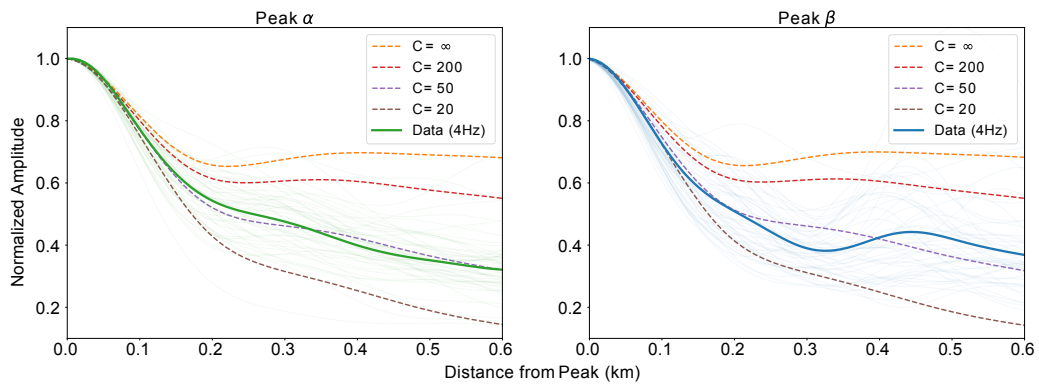 Peak α
Peak β
Normalized Amplitude
1.0
0.8
0.6
0.4
0.2
C = ∞
C= 200
C= 50
C= 20
Data (4Hz)
0.0 0.1 0.2 0.3 0.4 0.5 0.6
1.0
0.8
0.6
0.4
0.2
C = ∞
C= 200
C= 50
C= 20
Data (4Hz)
0.0 0.1 0.2 0.3 0.4 0.5 0.6
Distance from Peak (km)